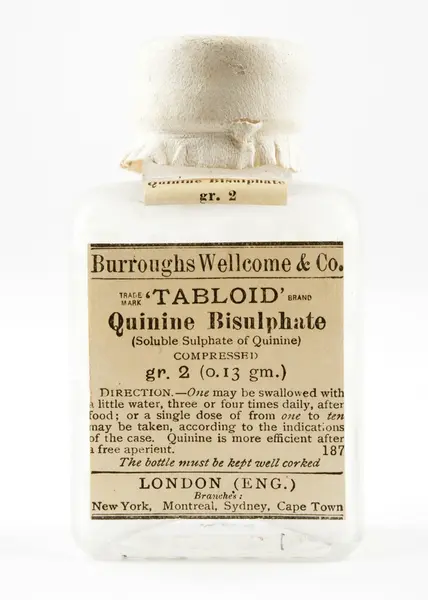 Quinine Bisulphate
gr. 2
Burroughs Wellcome & Co.
TRADE MARK 'TABLOID' BRAND
Quinine Bisulphate
(Soluble Sulphate of Quinine)
COMPRESSED
gr. 2 (0.13 gm.)
DIRECTION.—One may be swallowed with
a little water, three or four times daily, after
food; or a single dose of from one to ten
may be taken, according to the indications
of the case. Quinine is more efficient after
a free aperient. 187
The bottle must be kept well corked
LONDON (ENG.)
Branches:
New York, Montreal, Sydney, Cape Town